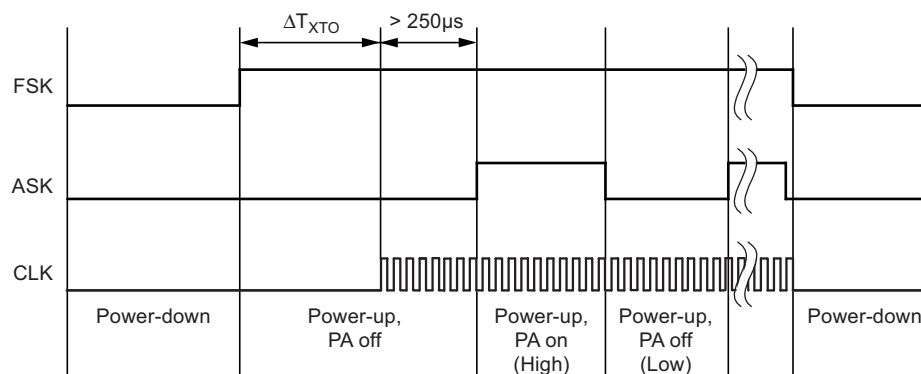 ΔT_XTO
> 250µs
FSK
ASK
CLK
Power-down
Power-up,
PA off
Power-up,
PA on
(High)
Power-up,
PA off
(Low)
Power-down